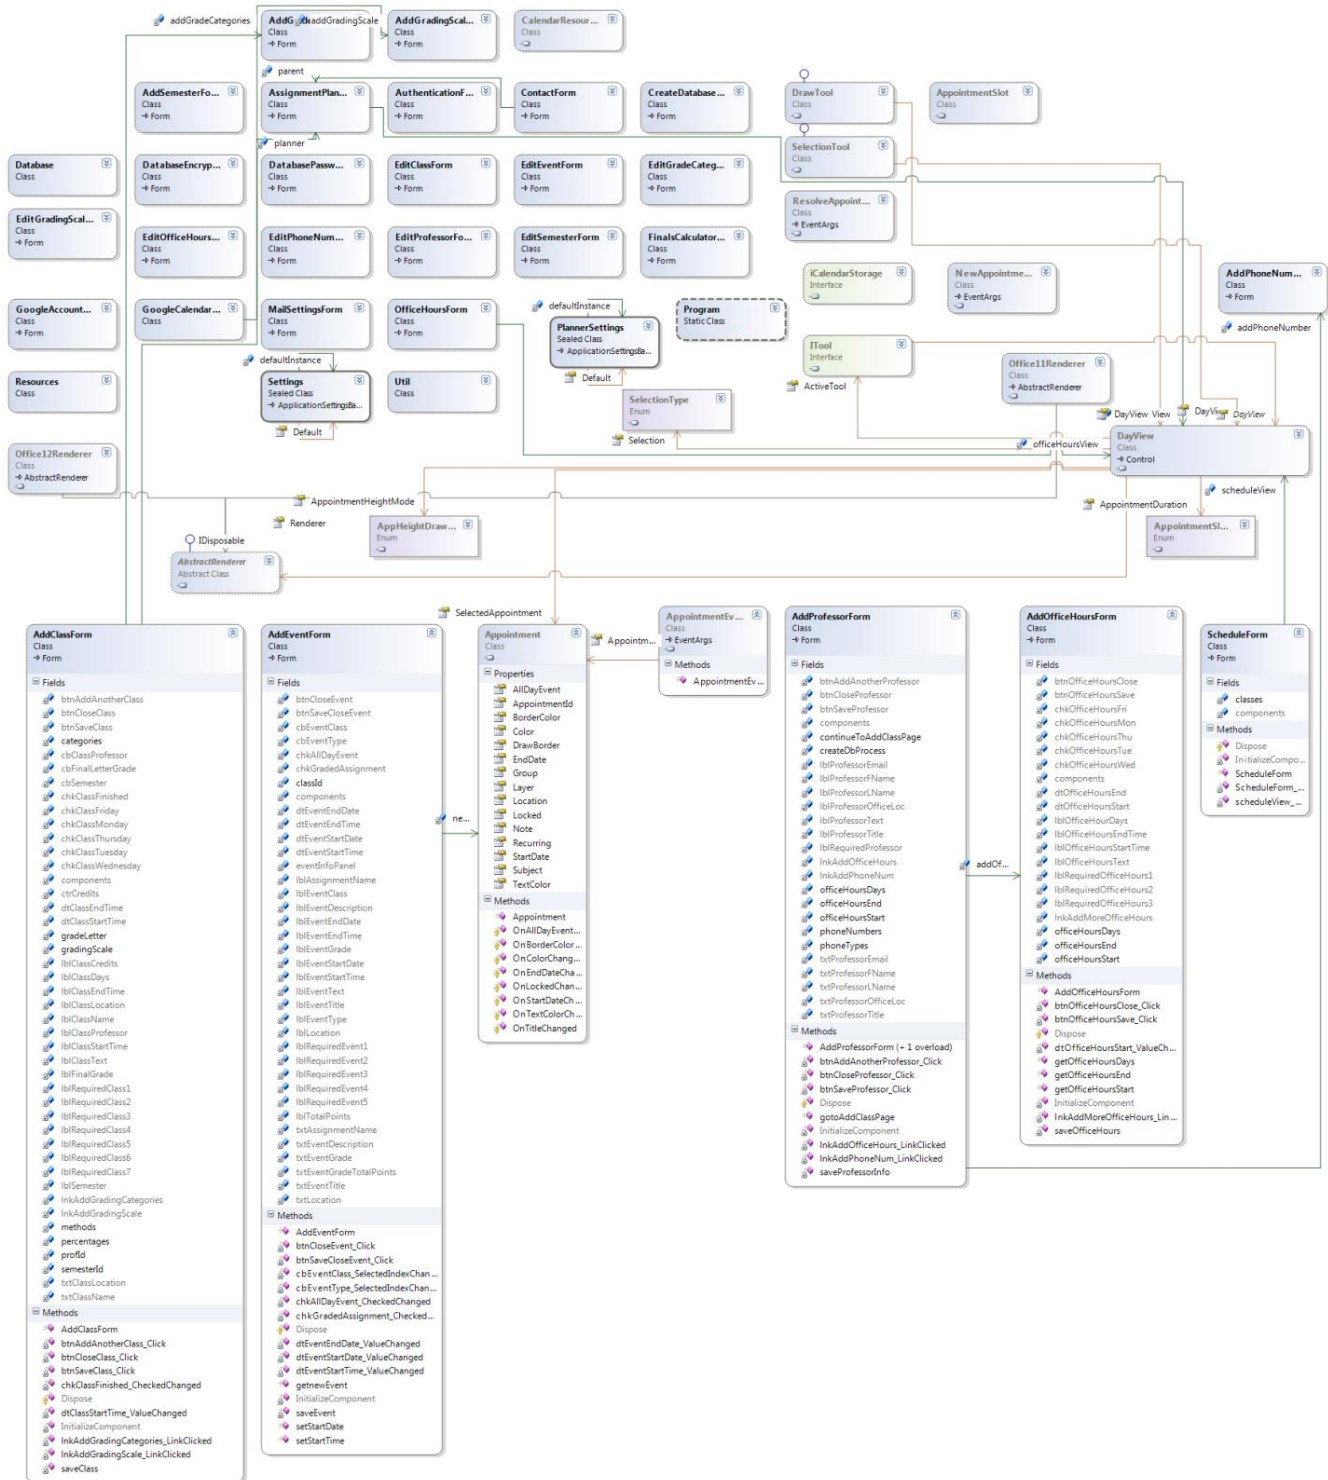 addGradeCategories
addGradingScale
AddGradingScal...
Class
Form
Class
Form
CalendarResour...
Class
parent
AddSemesterFo...
Class
Form
AssignmentPlan...
Class
Form
AuthenticationF...
Class
Form
ContactForm
Class
Form
CreateDatabase...
Class
Form
DrawTool
Class
AppointmentSlot
Class
planner
SelectionTool
Class
Database
Class
DatabaseEncryp...
Class
Form
DatabasePassw...
Class
Form
EditClassForm
Class
Form
EditEventForm
Class
Form
EditGradeCateg...
Class
Form
ResolveAppoint...
Class
EventArgs
EditGradingScal...
Class
Form
EditOfficeHours...
Class
Form
EditPhoneNum...
Class
Form
EditProfessorFo...
Class
Form
EditSemesterForm
Class
Form
FinalsCalculator...
Class
Form
iCalendarStorage
Interface
NewAppointme...
Class
EventArgs
AddPhoneNum...
Class
Form
addPhoneNumber
GoogleAccount...
Class
Form
GoogleCalendar...
Class
Form
MailSettingsForm
Class
Form
OfficeHoursForm
Class
Form
defaultInstance
PlannerSettings
Sealed Class
ApplicationSettingsBa...
Default
Program
Static Class
ITool
Interface
ActiveTool
Office11Renderer
Class
AbstractRenderer
Resources
Class
defaultInstance
Settings
Sealed Class
ApplicationSettingsBa...
Default
Util
Class
SelectionType
Enum
Selection
DayView
View
DayView
officeHoursView
DayView
Class
Control
Office12Renderer
Class
AbstractRenderer
AppointmentHeightMode
Renderer
scheduleView
AppointmentDuration
IDisposable
AppHeightDraw...
Enum
AppointmentSl...
Enum
AbstractRenderer
Abstract Class
SelectedAppointment
AddClassForm
Class
Form
Fields
btnAddAnotherClass
btnCloseClass
btnSaveClass
categories
cbClassProfessor
cbFinalLetterGrade
cbSemester
chkClassFinished
chkClassFriday
chkClassMonday
chkClassThursday
chkClassTuesday
chkClassWednesday
components
ctrCredits
dtClassEndTime
dtClassStartTime
gradeLetter
gradingScale
lblClassCredits
lblClassDays
lblClassEndTime
lblClassLocation
lblClassName
lblClassProfessor
lblClassStartTime
lblClassText
lblFinalGrade
lblRequiredClass1
lblRequiredClass2
lblRequiredClass3
lblRequiredClass4
lblRequiredClass5
lblRequiredClass6
lblRequiredClass7
lblSemester
lnkAddGradingCategories
lnkAddGradingScale
methods
percentages
profId
semesterId
txtClassLocation
txtClassName
Methods
AddClassForm
btnAddAnotherClass_Click
btnCloseClass_Click
btnSaveClass_Click
chkClassFinished_CheckedChanged
Dispose
dtClassStartTime_ValueChanged
InitializeComponent
lnkAddGradingCategories_LinkClicked
lnkAddGradingScale_LinkClicked
saveClass
AddEventForm
Class
Form
Fields
btnCloseEvent
btnSaveCloseEvent
cbEventClass
cbEventType
chkAllDayEvent
chkGradedAssignment
classId
components
dtEventEndDate
dtEventEndTime
dtEventStartDate
dtEventStartTime
eventInfoPanel
lblAssignmentName
lblEventClass
lblEventDescription
lblEventEndDate
lblEventEndTime
lblEventGrade
lblEventStartDate
lblEventStartTime
lblEventText
lblEventTitle
lblEventType
lblLocation
lblRequiredEvent1
lblRequiredEvent2
lblRequiredEvent3
lblRequiredEvent4
lblRequiredEvent5
lblTotalPoints
txtAssignmentName
txtEventDescription
txtEventGrade
txtEventGradeTotalPoints
txtEventTitle
txtLocation
Methods
AddEventForm
btnCloseEvent_Click
btnSaveCloseEvent_Click
cbEventClass_SelectedIndexChan...
cbEventType_SelectedIndexChan...
chkAllDayEvent_CheckedChanged
chkGradedAssignment_Checked...
Dispose
dtEventEndDate_ValueChanged
dtEventStartDate_ValueChanged
dtEventStartTime_ValueChanged
getnewEvent
InitializeComponent
saveEvent
setStartDate
setStartTime
ne...
Appointment
Class
Properties
AllDayEvent
AppointmentId
BorderColor
Color
DrawBorder
EndDate
Group
Layer
Location
Locked
Note
Recurring
StartDate
Subject
TextColor
Methods
Appointment
OnAllDayEvent...
OnBorderColor...
OnColorChang...
OnEndDateCha...
OnLockedChan...
OnStartDateCh...
OnTextColorCh...
OnTitleChanged
Appointm...
AppointmentEv...
Class
EventArgs
Methods
AppointmentEv...
AddProfessorForm
Class
Form
Fields
btnAddAnotherProfessor
btnCloseProfessor
btnSaveProfessor
components
continueToAddClassPage
createDbProcess
lblProfessorEmail
lblProfessorFName
lblProfessorLName
lblProfessorOfficeLoc
lblProfessorText
lblProfessorTitle
lblRequiredProfessor
lnkAddOfficeHours
lnkAddPhoneNum
officeHoursDays
officeHoursEnd
officeHoursStart
phoneNumbers
phoneTypes
txtProfessorEmail
txtProfessorFName
txtProfessorLName
txtProfessorOfficeLoc
txtProfessorTitle
Methods
AddProfessorForm (+ 1 overload)
btnAddAnotherProfessor_Click
btnCloseProfessor_Click
btnSaveProfessor_Click
Dispose
gotoAddClassPage
InitializeComponent
lnkAddOfficeHours_LinkClicked
lnkAddPhoneNum_LinkClicked
saveProfessorInfo
addOf...
AddOfficeHoursForm
Class
Form
Fields
btnOfficeHoursClose
btnOfficeHoursSave
chkOfficeHoursFri
chkOfficeHoursMon
chkOfficeHoursThu
chkOfficeHoursTue
chkOfficeHoursWed
components
dtOfficeHoursEnd
dtOfficeHoursStart
lblOfficeHourDays
lblOfficeHoursEndTime
lblOfficeHoursStartTime
lblOfficeHoursText
lblRequiredOfficeHours1
lblRequiredOfficeHours2
lblRequiredOfficeHours3
lnkAddMoreOfficeHours
officeHoursDays
officeHoursEnd
officeHoursStart
Methods
AddOfficeHoursForm
btnOfficeHoursClose_Click
btnOfficeHoursSave_Click
Dispose
dtOfficeHoursStart_ValueCh...
getOfficeHoursDays
getOfficeHoursEnd
getOfficeHoursStart
InitializeComponent
lnkAddMoreOfficeHours_Lin...
saveOfficeHours
ScheduleForm
Class
Form
Fields
classes
components
Methods
Dispose
InitializeCompo...
ScheduleForm
ScheduleForm_...
scheduleView_...